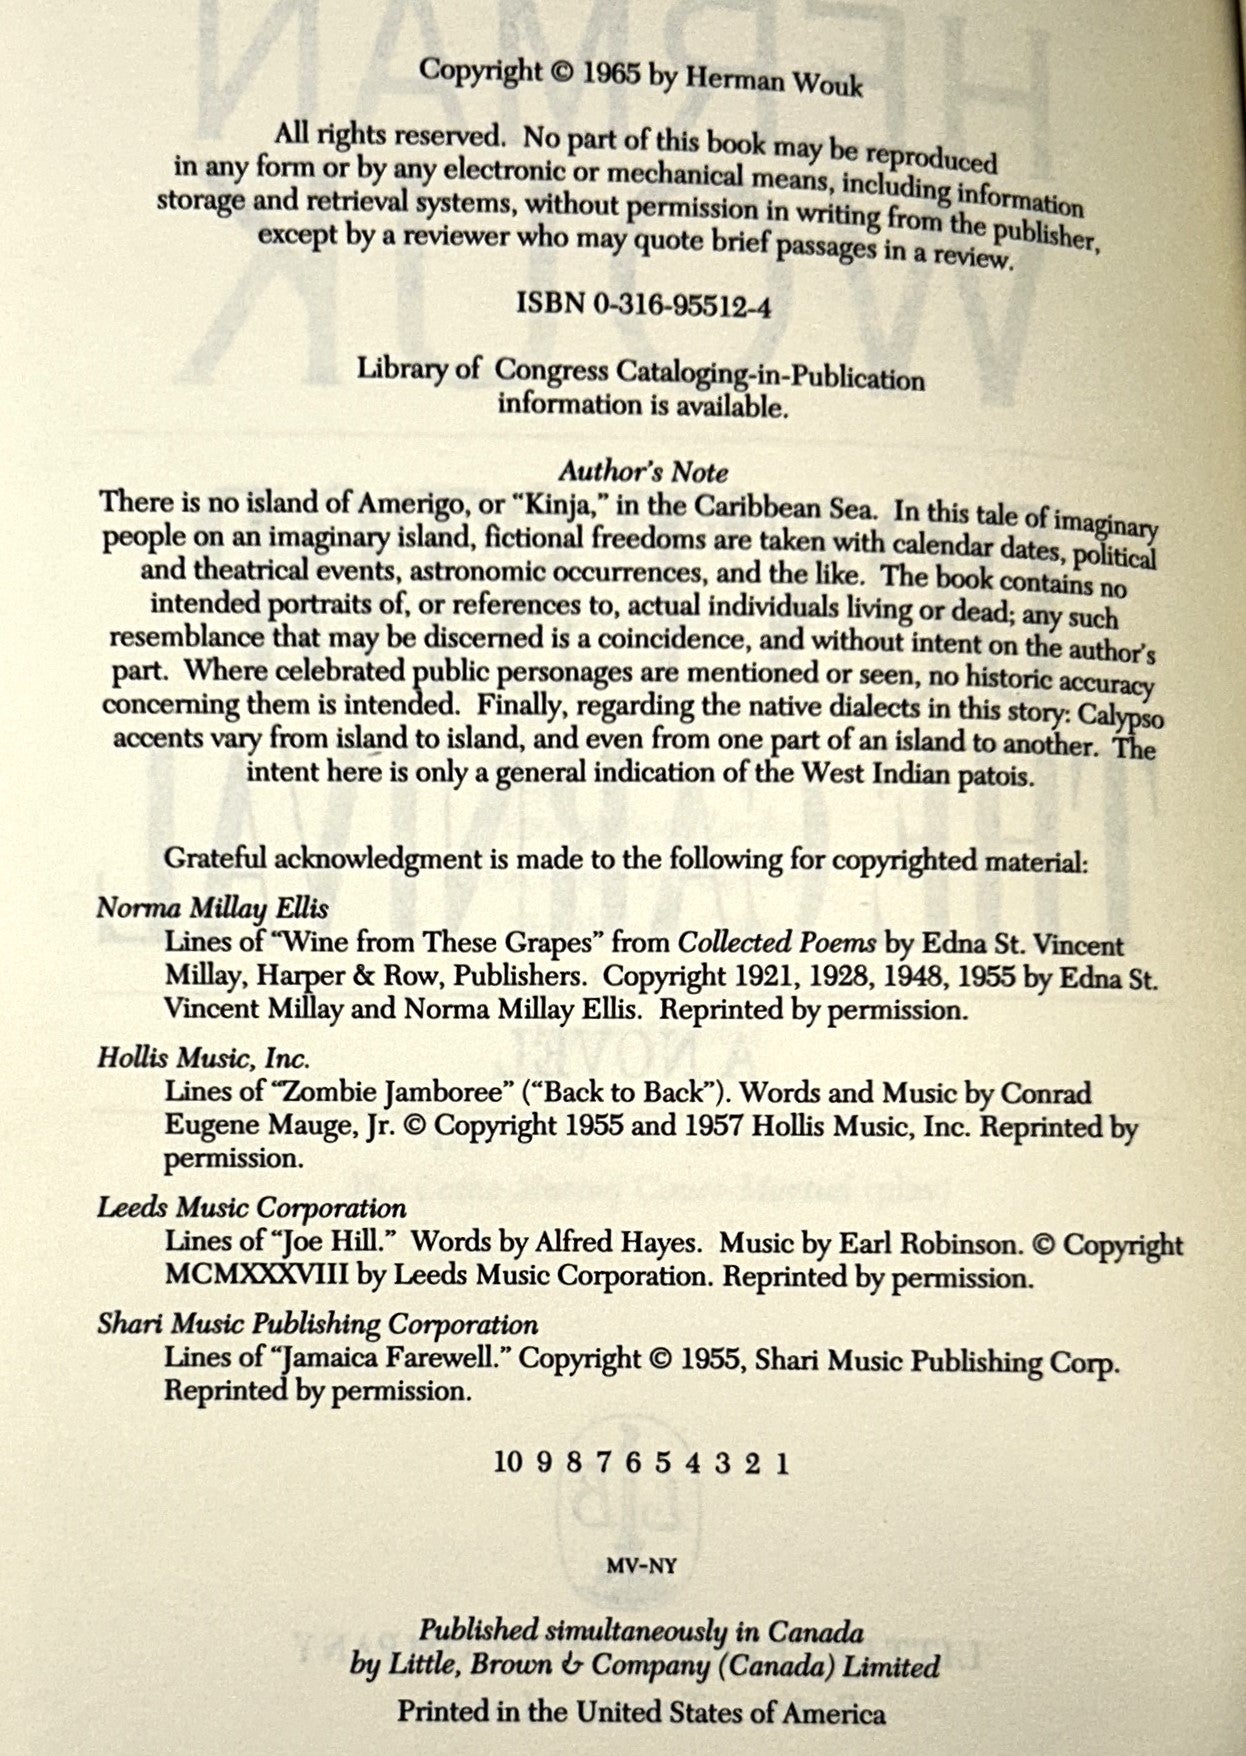 Copyright © 1965 by Herman Wouk
All rights reserved. No part of this book may be reproduced
in any form or by any electronic or mechanical means, including information
storage and retrieval systems, without permission in writing from the publisher,
except by a reviewer who may quote brief passages in a review.
ISBN 0-316-95512-4
Library of Congress Cataloging-in-Publication
information is available.
Author's Note
There is no island of Amerigo, or “Kinja,” in the Caribbean Sea. In this tale of imaginary
people on an imaginary island, fictional freedoms are taken with calendar dates, political
and theatrical events, astronomic occurrences, and the like. The book contains no
intended portraits of, or references to, actual individuals living or dead; any such
resemblance that may be discerned is a coincidence, and without intent on the author's
part. Where celebrated public personages are mentioned or seen, no historic accuracy
concerning them is intended. Finally, regarding the native dialects in this story: Calypso
accents vary from island to island, and even from one part of an island to another. The
intent here is only a general indication of the West Indian patois.
Grateful acknowledgment is made to the following for copyrighted material:
Norma Millay Ellis
Lines of “Wine from These Grapes” from Collected Poems by Edna St. Vincent
Millay, Harper & Row, Publishers. Copyright 1921, 1928, 1948, 1955 by Edna St.
Vincent Millay and Norma Millay Ellis. Reprinted by permission.
Hollis Music, Inc.
Lines of “Zombie Jamboree” (“Back to Back”). Words and Music by Conrad
Eugene Mauge, Jr. © Copyright 1955 and 1957 Hollis Music, Inc. Reprinted by
permission.
Leeds Music Corporation
Lines of “Joe Hill.” Words by Alfred Hayes. Music by Earl Robinson. © Copyright
MCMXXXVIII by Leeds Music Corporation. Reprinted by permission.
Shari Music Publishing Corporation
Lines of “Jamaica Farewell.” Copyright © 1955, Shari Music Publishing Corp.
Reprinted by permission.
10 9 8 7 6 5 4 3 2 1
MV-NY
Published simultaneously in Canada
by Little, Brown & Company (Canada) Limited
Printed in the United States of America